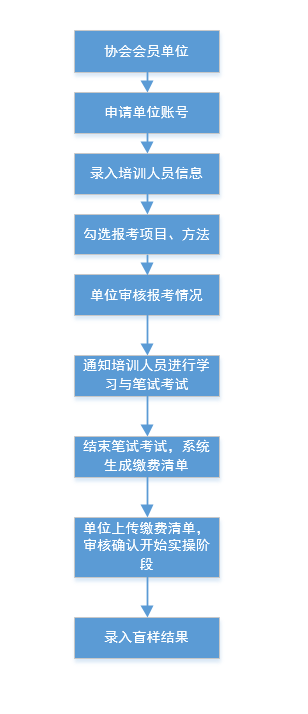 协会会员单位
申请单位账号
录入培训人员信息
勾选报考项目、方法
单位审核报考情况
通知培训人员进行学
习与笔试考试
结束笔试考试，系统
生成缴费清单
单位上传缴费清单，
审核确认开始实操阶
段
录入盲样结果